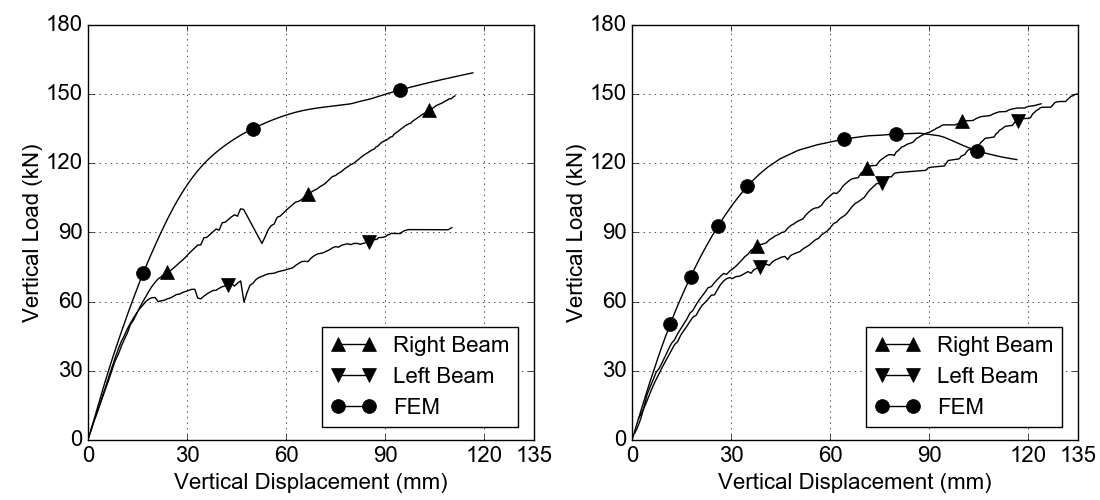 180
150
120
90
60
30
0
0 30 60 90 120 135
Vertical Load (kN)
Vertical Displacement (mm)
Right Beam
Left Beam
FEM
180
150
120
90
60
30
0
0 30 60 90 120 135
Vertical Load (kN)
Vertical Displacement (mm)
Right Beam
Left Beam
FEM